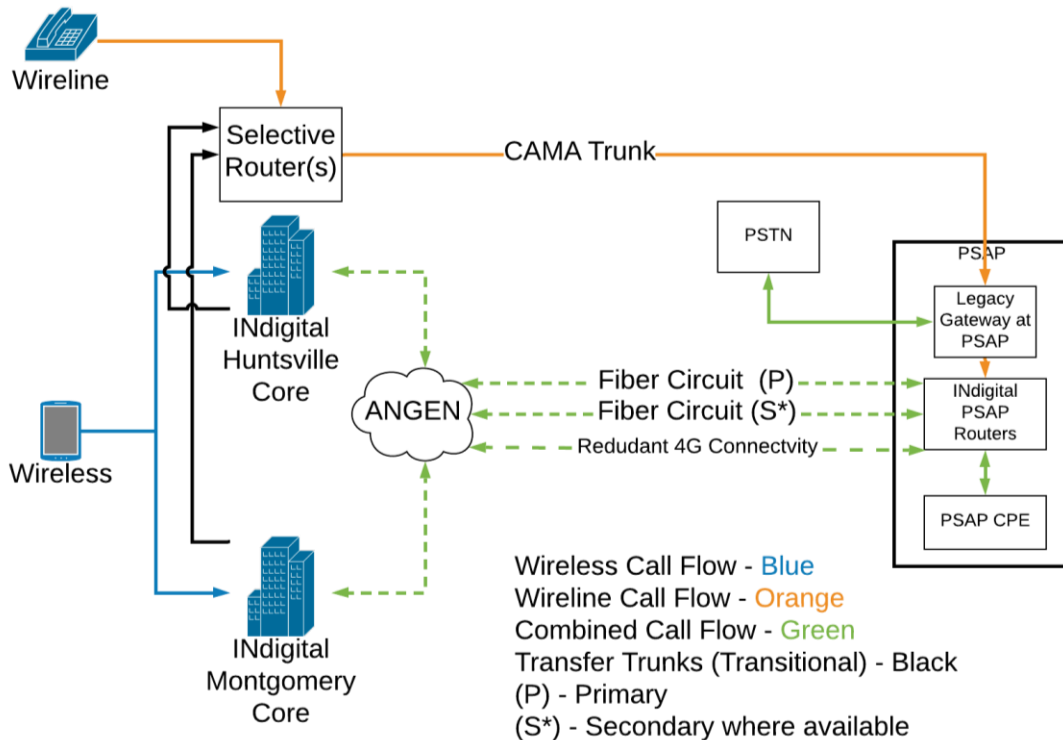 Wireline
Selective
Router(s)
CAMA Trunk
PSTN
PSAP
Legacy
Gateway at
PSAP
INdigital
Huntsville
Core
ANGEN
Fiber Circuit (P)
Fiber Circuit (S*)
Redudant 4G Connectvity
INdigital
PSAP
Routers
Wireless
PSAP CPE
INdigital
Montgomery
Core
Wireless Call Flow - Blue
Wireline Call Flow - Orange
Combined Call Flow - Green
Transfer Trunks (Transitional) - Black
(P) - Primary
(S*) - Secondary where available